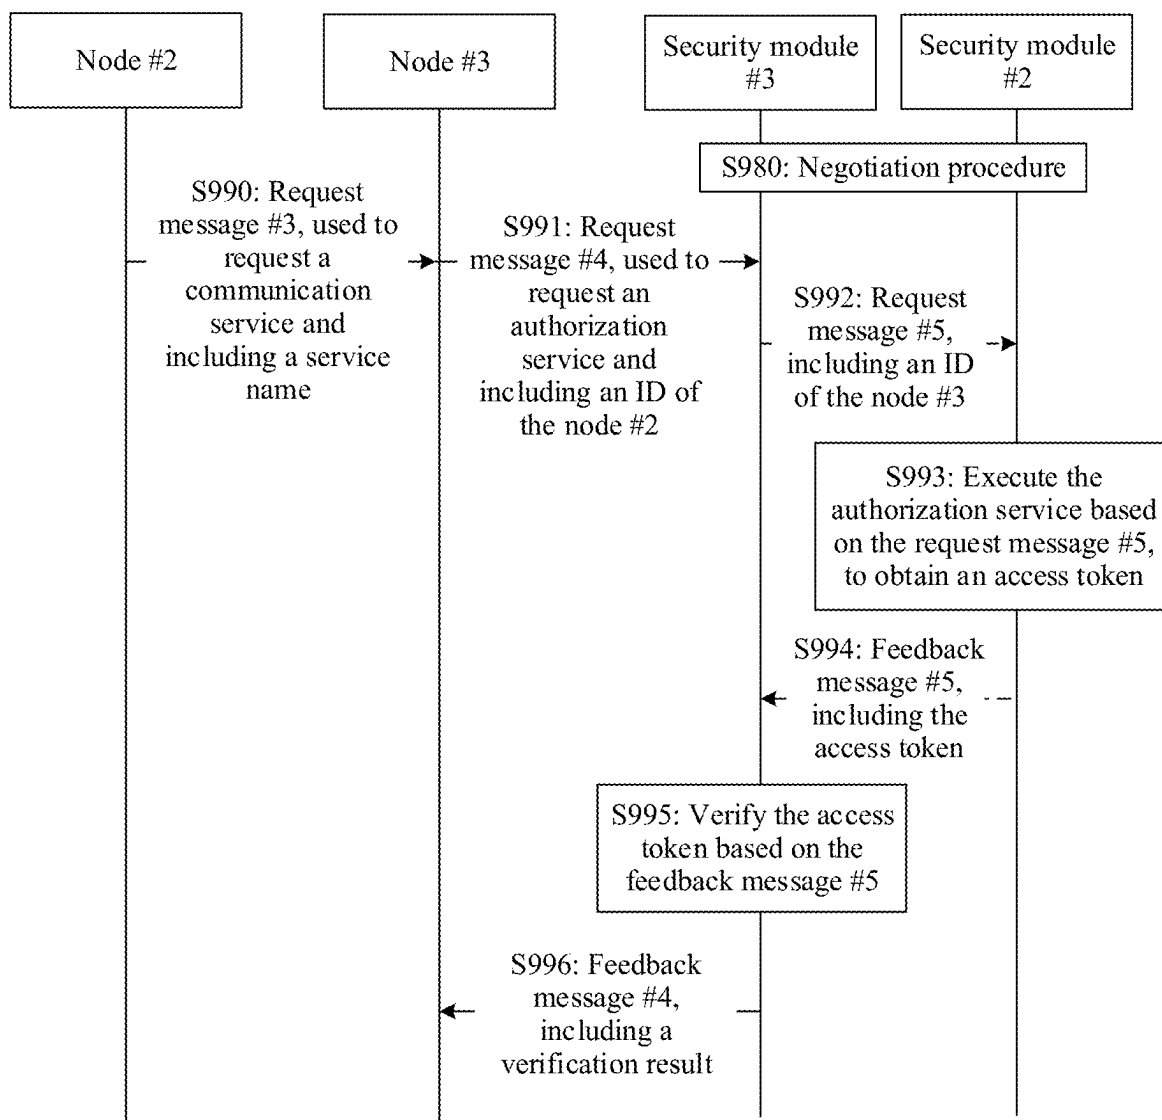 Node #2
Node #3
Security module
#3
Security module
#2
S980: Negotiation procedure
S990: Request
message #3, used to
request a
communication
service and
including a service
name
S991: Request
message #4, used to
request an
authorization
service and
including an ID of
the node #2
S992: Request
message #5,
including an ID
of the node #3
S993: Execute the
authorization service based
on the request message #5,
to obtain an access token
S994: Feedback
message #5,
including the
access token
S995: Verify the access
token based on the
feedback message #5
S996: Feedback
message #4,
including a
verification result